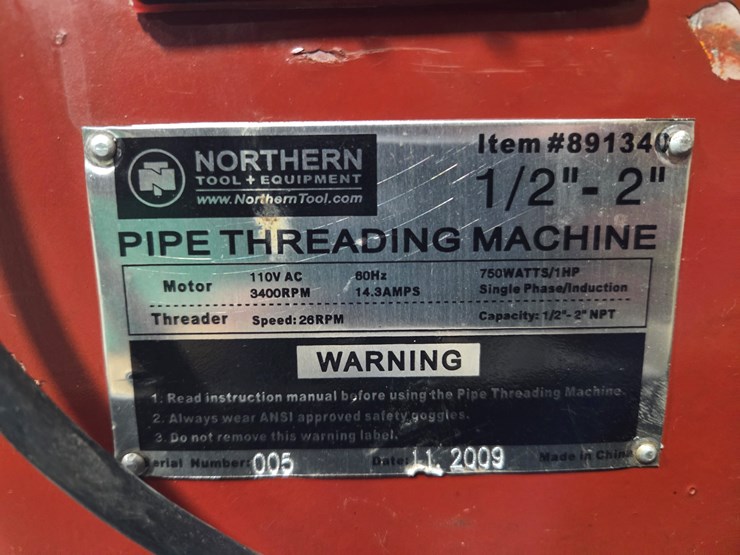 NORTHERN
TOOL + EQUIPMENT
www.NorthernTool.com
Item #891340
1/2"- 2"
PIPE THREADING MACHINE
Motor 110V AC 60Hz 750WATTS/1HP
3400RPM 14.3AMPS Single Phase/Induction
Threader Speed: 26RPM Capacity: 1/2"- 2" NPT
WARNING
1. Read instruction manual before using the Pipe Threading Machine.
2. Always wear ANSI approved safety goggles.
3. Do not remove this warning label.
Serial Number: 005 Date: 11. 2009 Made in China